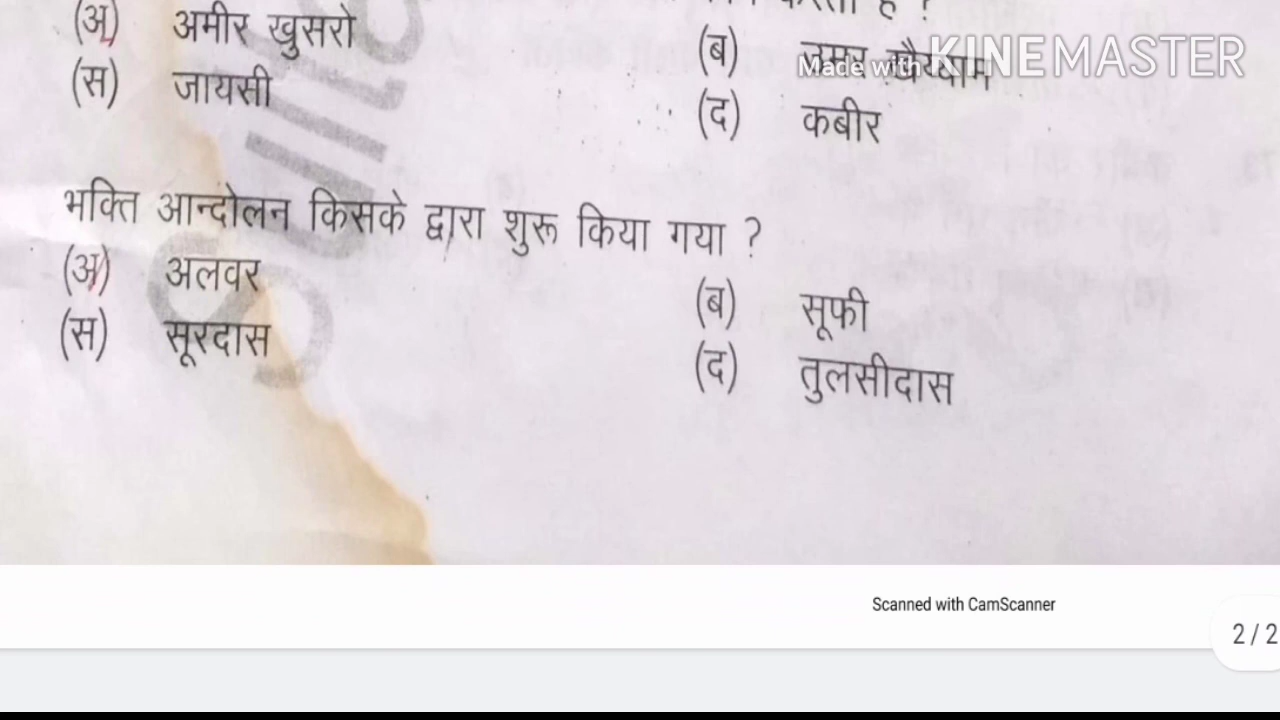 है ?
(अ) अमीर खुसरो
(ब) उमर खैय्याम
(स) जायसी
(द) कबीर
Made with KINEMASTER
भक्ति आन्दोलन किसके द्वारा शुरू किया गया ?
(अ) अलवर
(ब) सूफी
(स) सूरदास
(द) तुलसीदास
Scanned with CamScanner
2 / 2